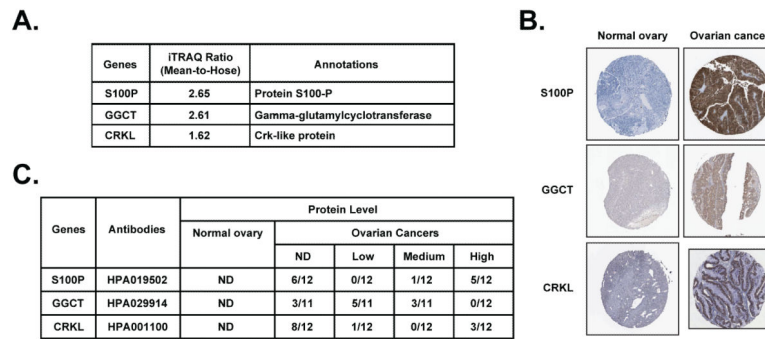 A.
Genes iTRAQ Ratio (Mean-to-Hose) Annotations
S100P 2.65 Protein S100-P
GGCT 2.61 Gamma-glutamylcyclotransferase
CRKL 1.62 Crk-like protein
B.
Normal ovary Ovarian cancer
S100P
GGCT
CRKL
C.
Genes Antibodies Protein Level
Normal ovary Ovarian Cancers
ND Low Medium High
S100P HPA019502 ND 6/12 0/12 1/12 5/12
GGCT HPA029914 ND 3/11 5/11 3/11 0/12
CRKL HPA001100 ND 8/12 1/12 0/12 3/12